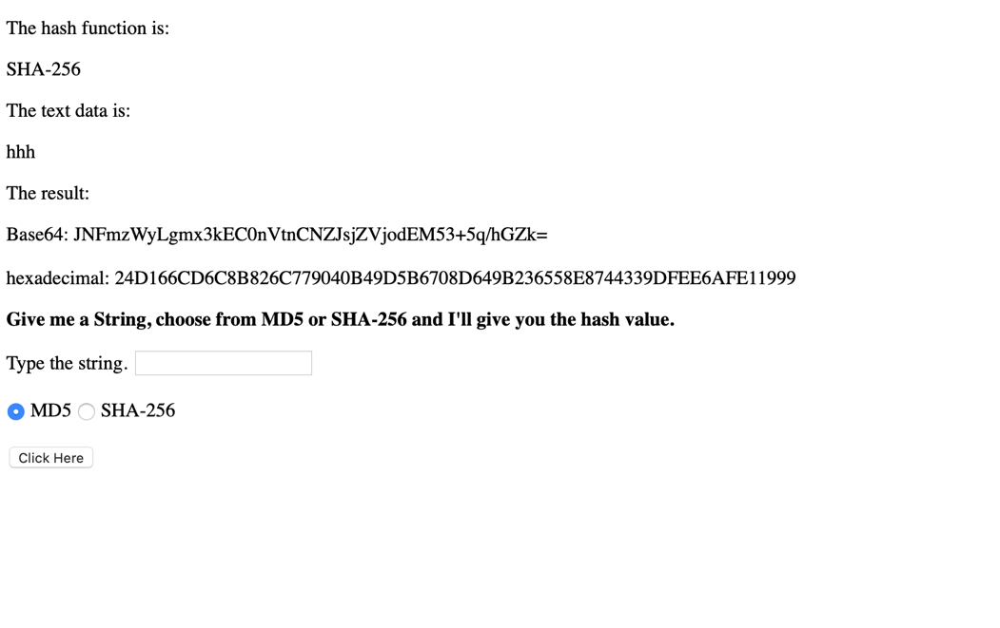 The hash function is:
SHA-256
The text data is:
hhh
The result:
Base64: JNFmzWyLgmx3kEC0nVtnCNZJsjZVjodEM53+5q/hGZk=
hexadecimal: 24D166CD6C8B826C779040B49D5B6708D649B236558E8744339DFEE6AFE11999
Give me a String, choose from MD5 or SHA-256 and I'll give you the hash value.
Type the string.
MD5 SHA-256
Click Here